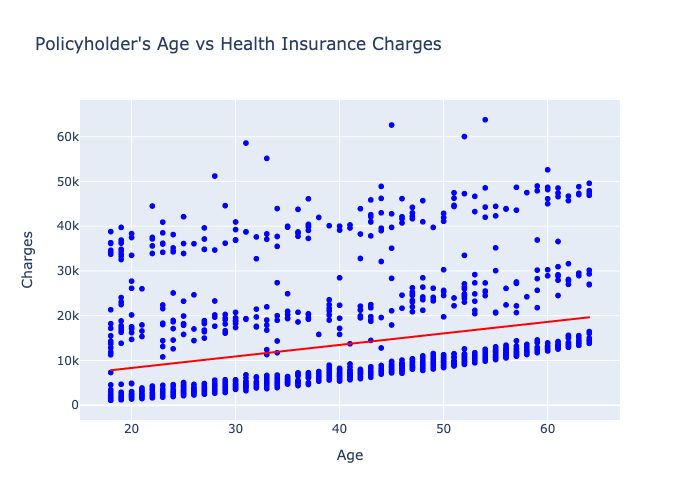 Policyholder's Age vs Health Insurance Charges
60k
50k
40k
30k
20k
10k
0
Charges
20
30
40
50
60
Age